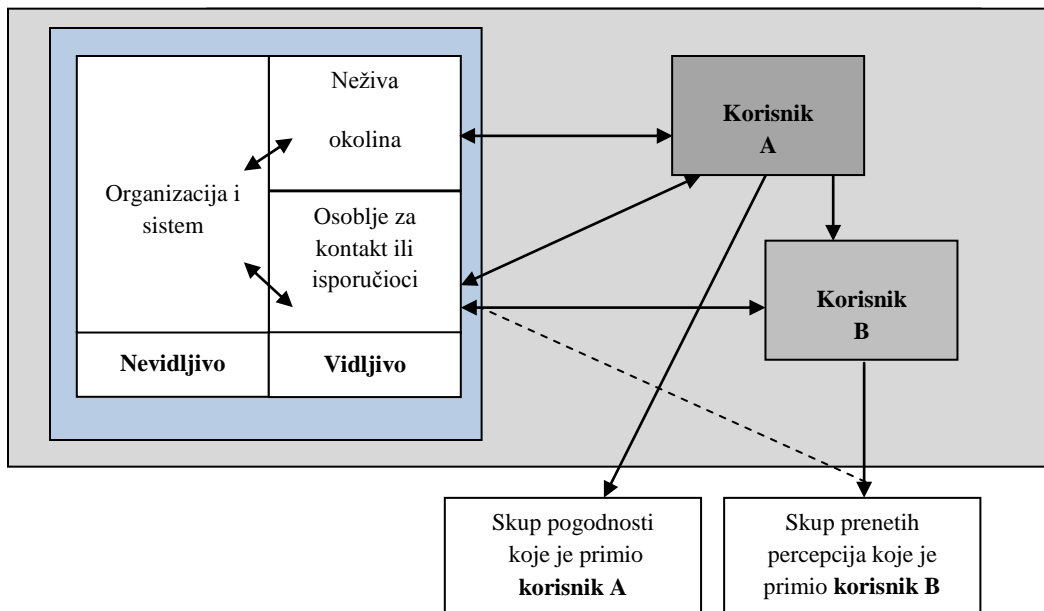 Neživa
okolina
Organizacija i
sistem
Osoblje za
kontakt ili
isporučioci
Nevidljivo
Vidljivo
Korisnik
A
Korisnik
B
Skup pogodnosti
koje je primio
korisnik A
Skup prenetih
percepcija koje je
primio korisnik B